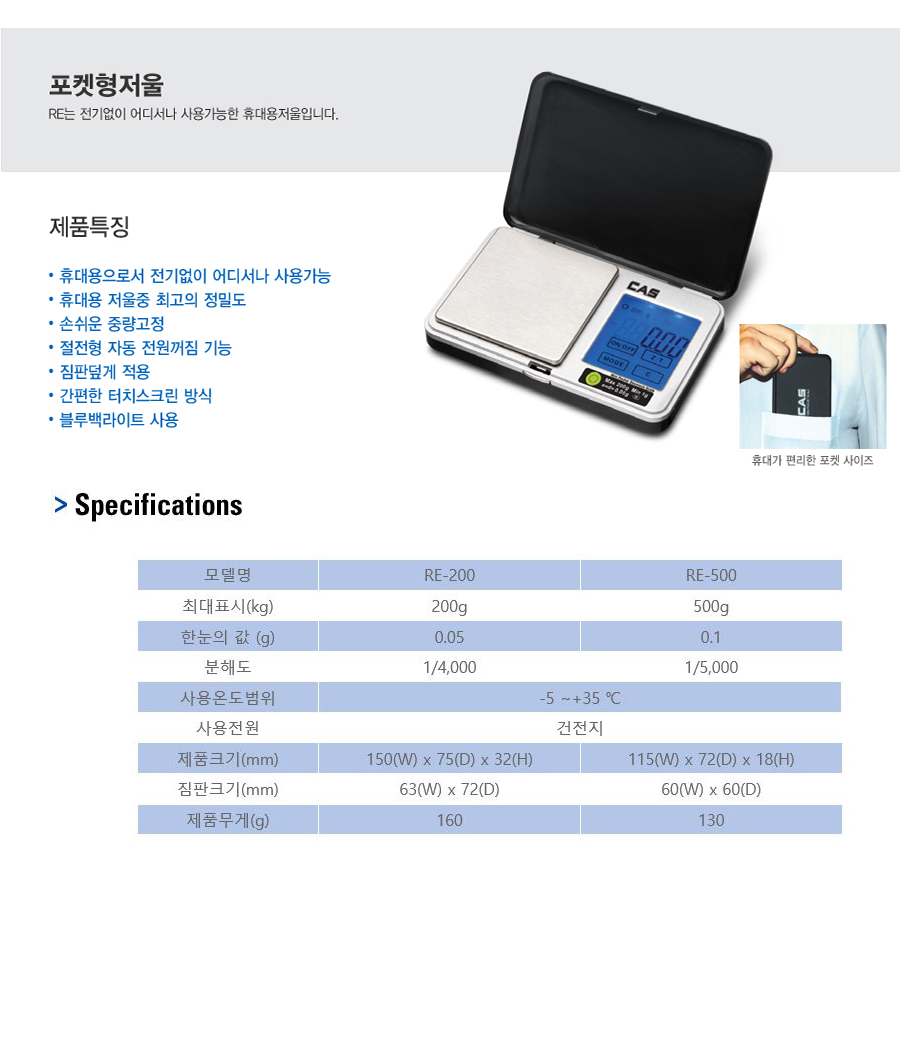 포켓형저울
RE는 전기없이 어디서나 사용가능한 휴대용저울입니다.
제품특징
• 휴대용으로서 전기없이 어디서나 사용가능
• 휴대용 저울중 최고의 정밀도
• 손쉬운 중량고정
• 절전형 자동 전원꺼짐 기능
• 짐판덮게 적용
• 간편한 터치스크린 방식
• 블루백라이트 사용
CAS
0.00
ON/OFF
MODE
C
Max 200g Min 1g
e=d= 0.05g
CAS
휴대가 편리한 포켓 사이즈
> Specifications
모델명 RE-200 RE-500
최대표시(kg) 200g 500g
한눈의 값 (g) 0.05 0.1
분해도 1/4,000 1/5,000
사용온도범위 -5 ~+35 ℃
사용전원 건전지
제품크기(mm) 150(W) x 75(D) x 32(H) 115(W) x 72(D) x 18(H)
짐판크기(mm) 63(W) x 72(D) 60(W) x 60(D)
제품무게(g) 160 130